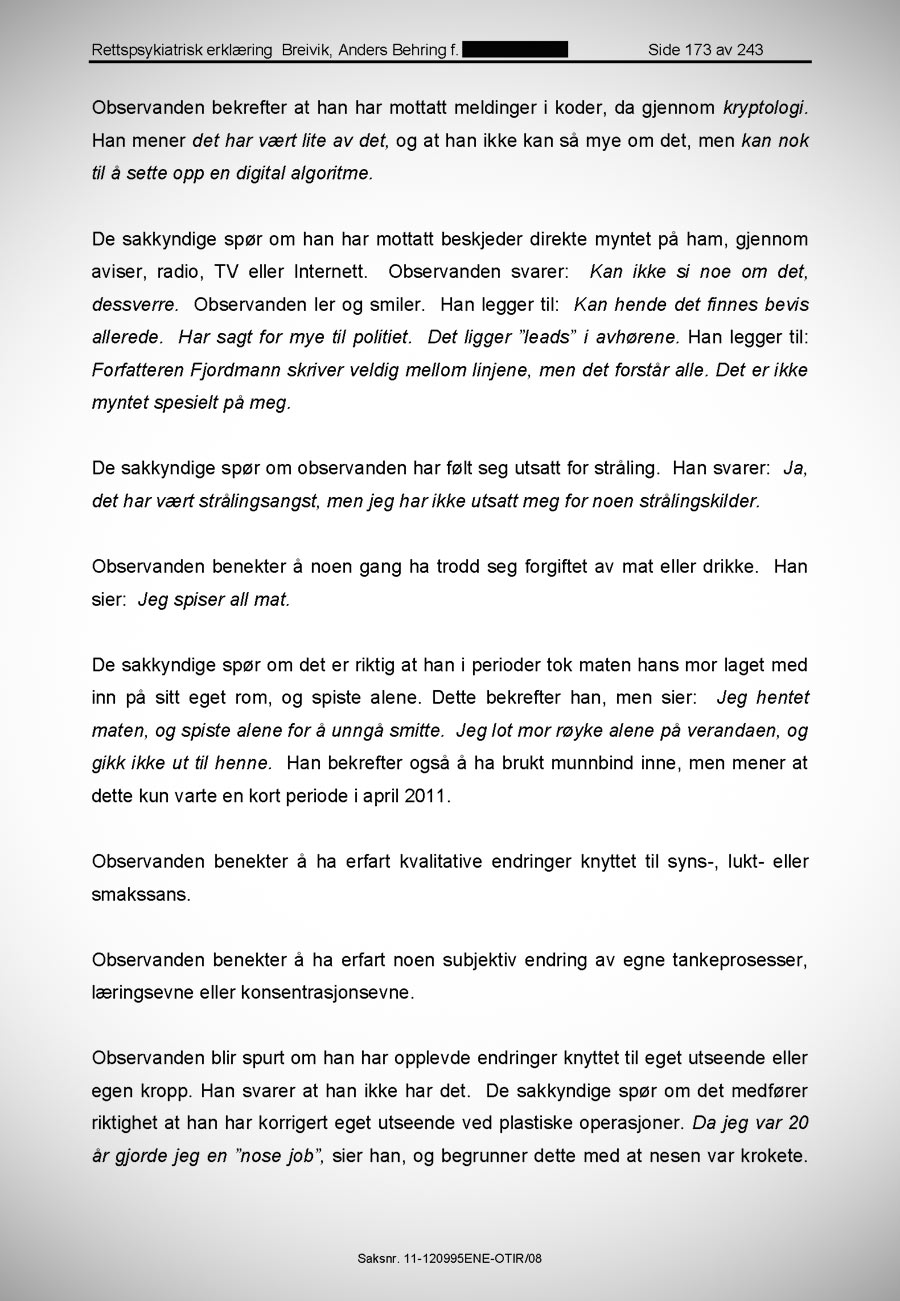 Rettspsykiatrisk erklæring  Breivik, Anders Behring f. Side 173 av 243
Observanden bekrefter at han har mottatt meldinger i koder, da gjennom kryptologi.
Han mener det har vært lite av det, og at han ikke kan så mye om det, men kan nok
til å sette opp en digital algoritme.
De sakkyndige spør om han har mottatt beskjeder direkte myntet på ham, gjennom
aviser, radio, TV eller Internett.  Observanden svarer:  Kan ikke si noe om det,
dessverre.  Observanden ler og smiler.  Han legger til:  Kan hende det finnes bevis
allerede.  Har sagt for mye til politiet.  Det ligger ”leads” i avhørene. Han legger til:
Forfatteren Fjordmann skriver veldig mellom linjene, men det forstår alle. Det er ikke
myntet spesielt på meg.
De sakkyndige spør om observanden har følt seg utsatt for stråling.  Han svarer:  Ja,
det har vært strålingsangst, men jeg har ikke utsatt meg for noen strålingskilder.
Observanden benekter å noen gang ha trodd seg forgiftet av mat eller drikke.  Han
sier:  Jeg spiser all mat.
De sakkyndige spør om det er riktig at han i perioder tok maten hans mor laget med
inn på sitt eget rom, og spiste alene. Dette bekrefter han, men sier:  Jeg hentet
maten, og spiste alene for å unngå smitte.  Jeg lot mor røyke alene på verandaen, og
gikk ikke ut til henne.  Han bekrefter også å ha brukt munnbind inne, men mener at
dette kun varte en kort periode i april 2011.
Observanden benekter å ha erfart kvalitative endringer knyttet til syns-, lukt- eller
smakssans.
Observanden benekter å ha erfart noen subjektiv endring av egne tankeprosesser,
læringsevne eller konsentrasjonsevne.
Observanden blir spurt om han har opplevde endringer knyttet til eget utseende eller
egen kropp. Han svarer at han ikke har det.  De sakkyndige spør om det medfører
riktighet at han har korrigert eget utseende ved plastiske operasjoner. Da jeg var 20
år gjorde jeg en ”nose job”, sier han, og begrunner dette med at nesen var krokete.
Saksnr. 11-120995ENE-OTIR/08